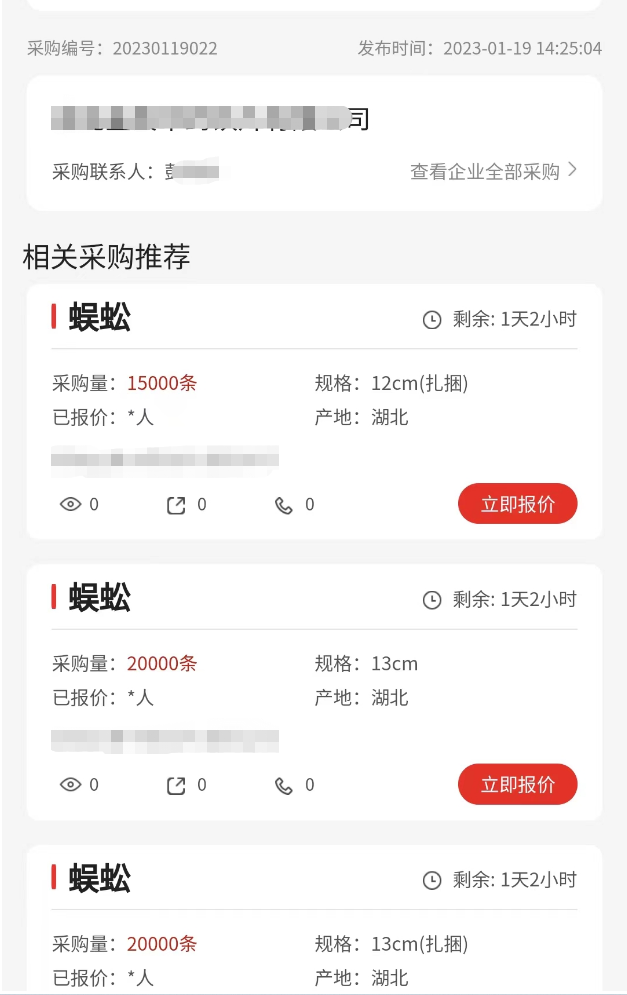 采购编号：20230119022
发布时间：2023-01-19 14:25:04
司
采购联系人：彭
查看企业全部采购
相关采购推荐
蜈蚣
剩余: 1天2小时
采购量：15000条
规格：12cm(扎捆)
已报价：*人
产地：湖北
0 0 0
立即报价
蜈蚣
剩余: 1天2小时
采购量：20000条
规格：13cm
已报价：*人
产地：湖北
0 0 0
立即报价
蜈蚣
剩余: 1天2小时
采购量：20000条
规格：13cm(扎捆)
已报价：*人
产地：湖北